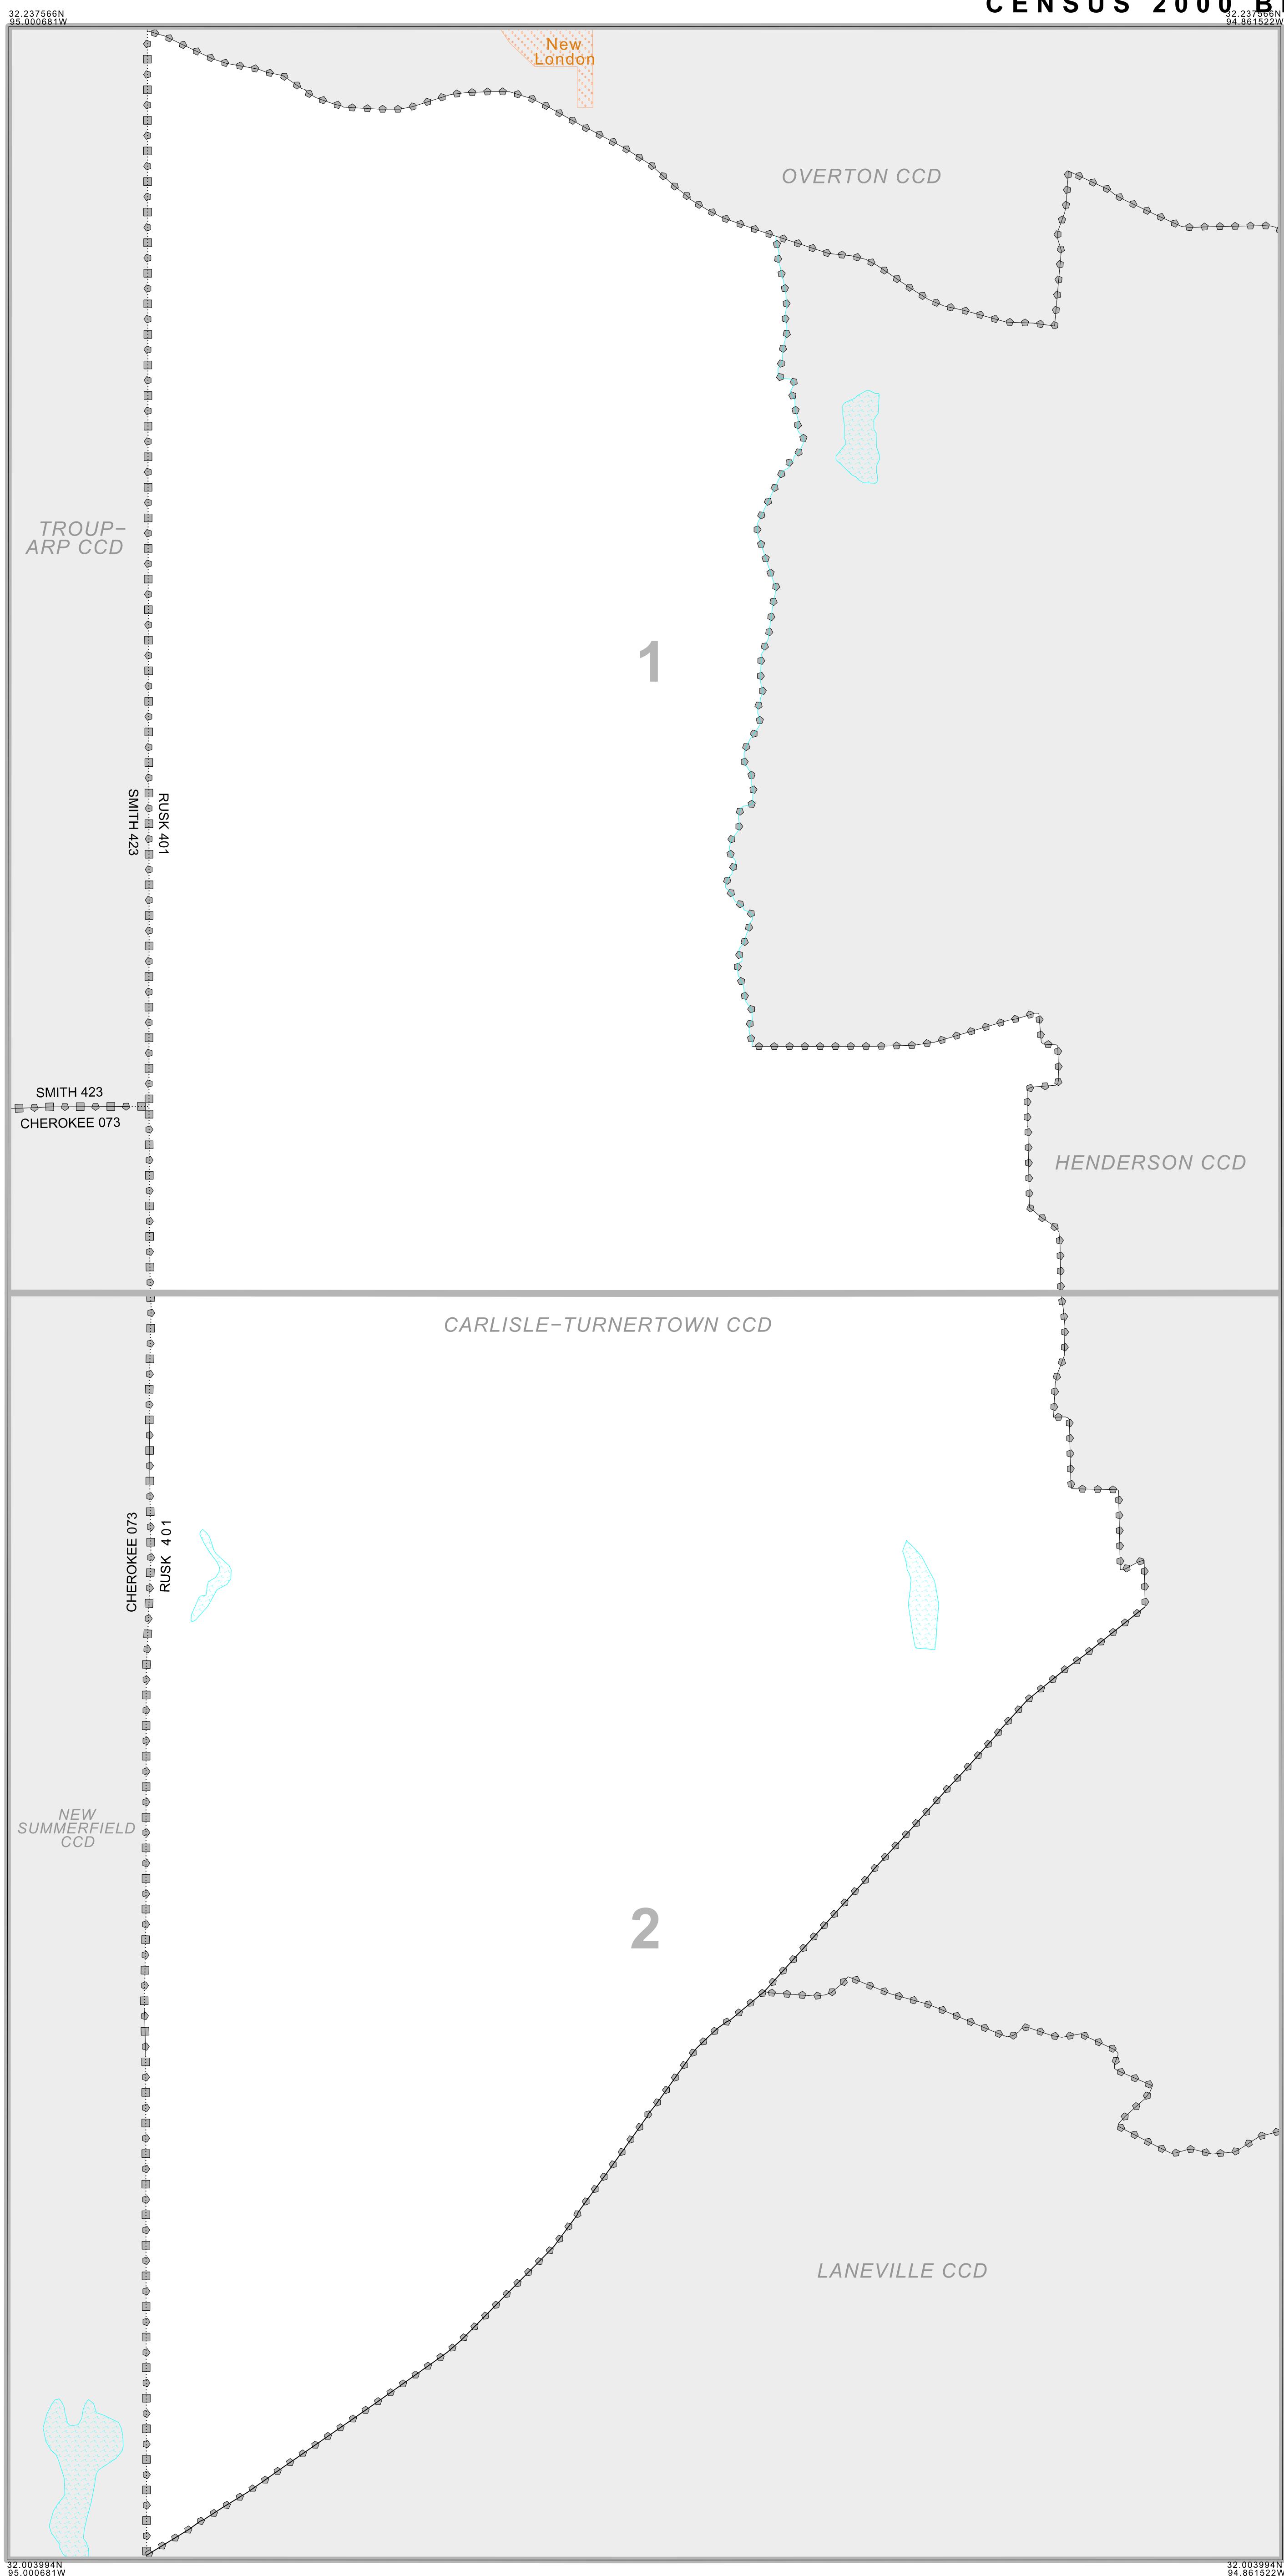 CENSUS 2000 B
32.237566N
95.000681W
32.237566N
94.861522W
New
London
OVERTON CCD
TROUP–
ARP CCD
1
SMITH 423
RUSK 401
SMITH 423
CHEROKEE 073
HENDERSON CCD
CARLISLE–TURNERTOWN CCD
CHEROKEE 073
RUSK 401
NEW
SUMMERFIELD
CCD
2
LANEVILLE CCD
32.003994N
95.000681W
32.003994N
94.861522W